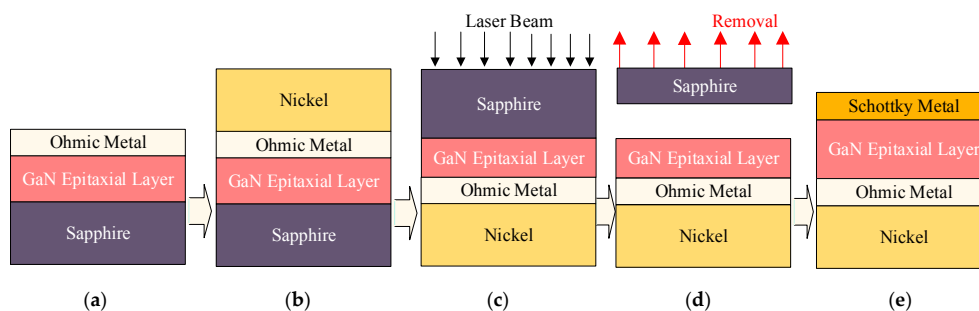 Laser Beam
Removal
Ohmic Metal
GaN Epitaxial Layer
Sapphire
Nickel
Ohmic Metal
GaN Epitaxial Layer
Sapphire
Sapphire
GaN Epitaxial Layer
Ohmic Metal
Nickel
Sapphire
GaN Epitaxial Layer
Ohmic Metal
Nickel
Schottky Metal
GaN Epitaxial Layer
Ohmic Metal
Nickel
(a) (b) (c) (d) (e)